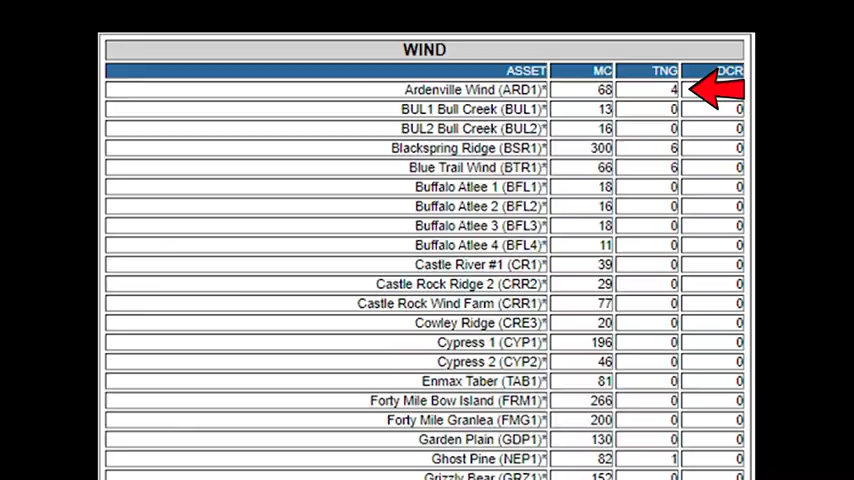 WIND
ASSET MC TNG DCR
Ardenville Wind (ARD1)* 68 4
BUL1 Bull Creek (BUL1)* 13 0 0
BUL2 Bull Creek (BUL2)* 16 0 0
Blackspring Ridge (BSR1)* 300 6 0
Blue Trail Wind (BTR1)* 66 6 0
Buffalo Atlee 1 (BFL1)* 18 0 0
Buffalo Atlee 2 (BFL2)* 16 0 0
Buffalo Atlee 3 (BFL3)* 18 0 0
Buffalo Atlee 4 (BFL4)* 11 0 0
Castle River #1 (CR1)* 39 0 0
Castle Rock Ridge 2 (CRR2)* 29 0 0
Castle Rock Wind Farm (CRR1)* 77 0 0
Cowley Ridge (CRE3)* 20 0 0
Cypress 1 (CYP1)* 196 0 0
Cypress 2 (CYP2)* 46 0 0
Enmax Taber (TAB1)* 81 0 0
Forty Mile Bow Island (FRM1)* 266 0 0
Forty Mile Granlea (FMG1)* 200 0 0
Garden Plain (GDP1)* 130 0 0
Ghost Pine (NEP1)* 82 1 0
Grizzly Bear (GRZ1)* 152 0 0